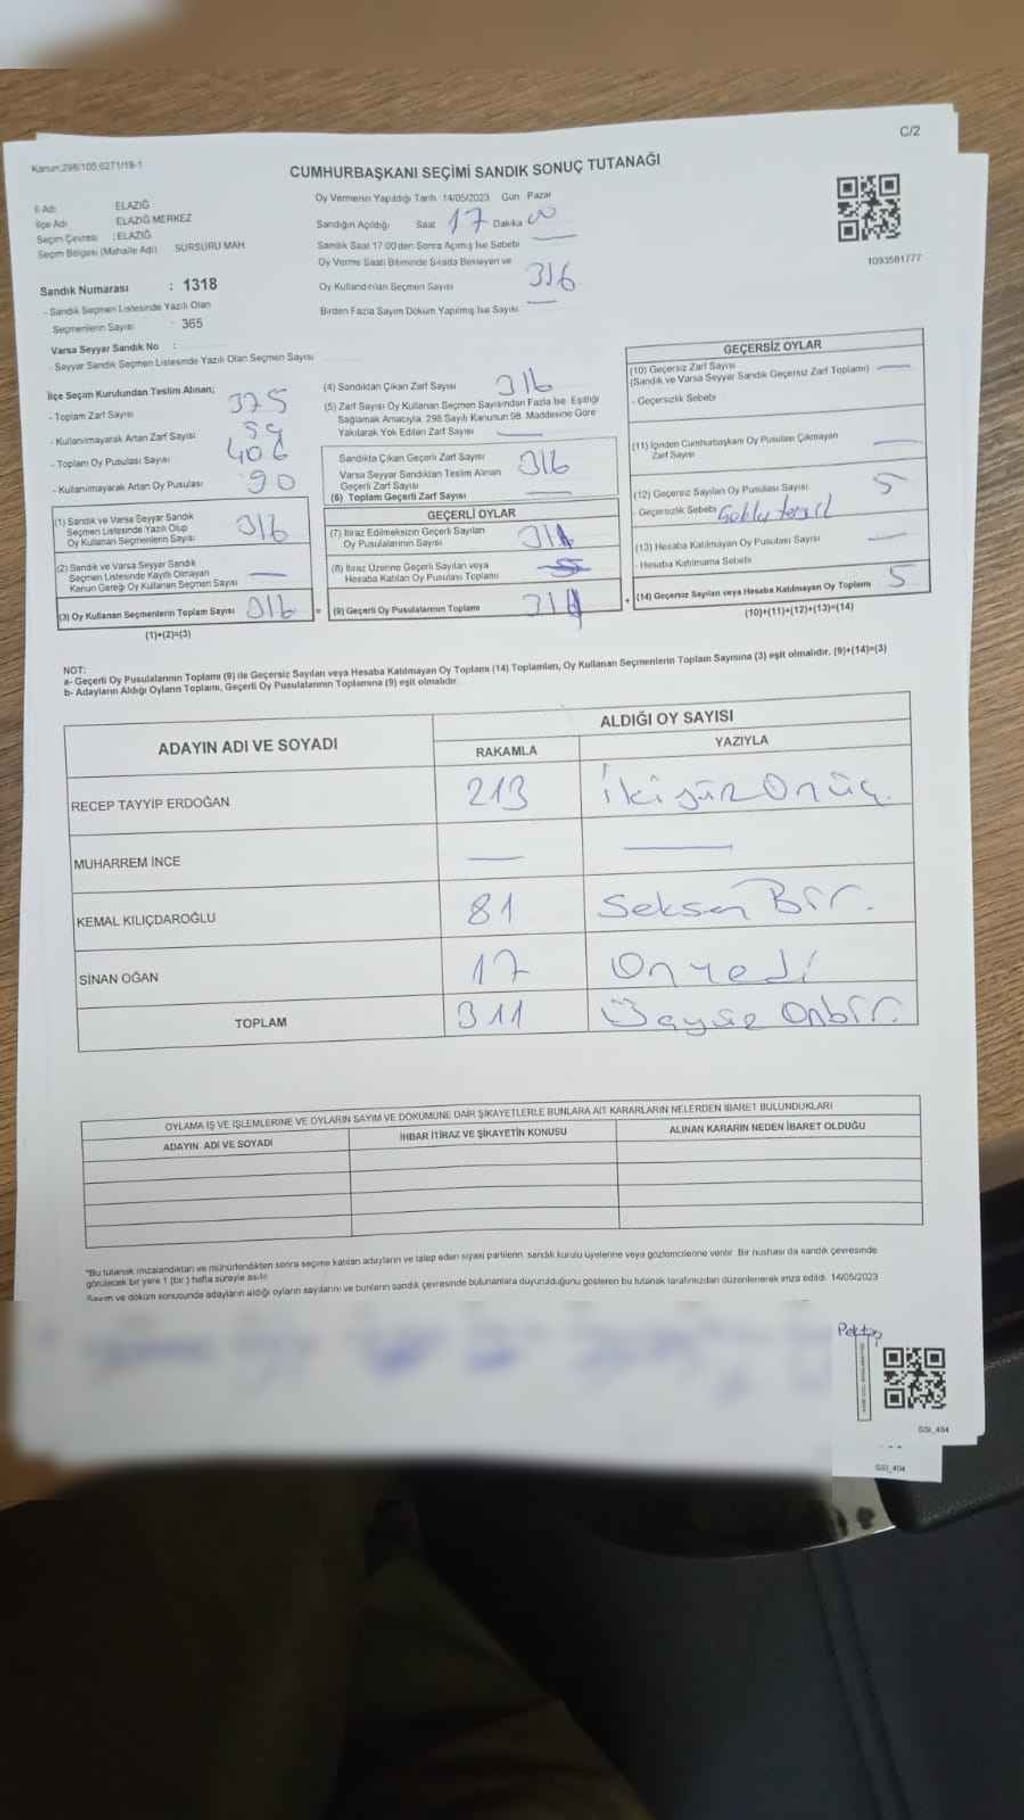 C/2
Kanun:298/105,6271/19-1
CUMHURBAŞKANI SEÇİMİ SANDIK SONUÇ TUTANAĞI
İl Adı ELAZIĞ
İlçe Adı ELAZIĞ MERKEZ
Seçim Çevresi : ELAZIĞ
Seçim Bölgesi (Mahalle Adı) SÜRSÜRÜ MAH.
Oy Vermenin Yapıldığı Tarih 14/05/2023 Gün Pazar
Sandığın Açıldığı Saat 17 Dakika 00
Sandık Saat 17.00'den Sonra Açılmış İse Sebebi
Oy Verme Saati Bitiminde Sırada Bekleyen ve
Oy Kullandırılan Seçmen Sayısı 316
Birden Fazla Sayım Döküm Yapılmış İse Sayısı
1093581777
Sandık Numarası : 1318
- Sandık Seçmen Listesinde Yazılı Olan
Seçmenlerin Sayısı : 365
Varsa Seyyar Sandık No :
- Seyyar Sandık Seçmen Listesinde Yazılı Olan Seçmen Sayısı
İlçe Seçim Kurulundan Teslim Alınan;
- Toplam Zarf Sayısı 375
- Kullanılmayarak Artan Zarf Sayısı 59
- Toplam Oy Pusulası Sayısı 406
- Kullanılmayarak Artan Oy Pusulası 90
(1) Sandık ve Varsa Seyyar Sandık
Seçmen Listesinde Yazılı Olup
Oy Kullanan Seçmenlerin Sayısı 316
(2) Sandık ve Varsa Seyyar Sandık
Seçmen Listesinde Kayıtlı Olmayan
Kanun Gereği Oy Kullanan Seçmen Sayısı
(3) Oy Kullanan Seçmenlerin Toplam Sayısı 316
(1)+(2)=(3)
(4) Sandıktan Çıkan Zarf Sayısı 316
(5) Zarf Sayısı Oy Kullanan Seçmen Sayısından Fazla İse, Eşitliği
Sağlamak Amacıyla, 298 Sayılı Kanunun 98. Maddesine Göre
Yakılarak Yok Edilen Zarf Sayısı
Sandıkta Çıkan Geçerli Zarf Sayısı 316
Varsa Seyyar Sandıktan Teslim Alınan
Geçerli Zarf Sayısı
(6) Toplam Geçerli Zarf Sayısı
GEÇERLİ OYLAR
(7) İtiraz Edilmeksizin Geçerli Sayılan
Oy Pusulalarının Sayısı 311
(8) İtiraz Üzerine Geçerli Sayılan veya
Hesaba Katılan Oy Pusulası Toplamı
= (9) Geçerli Oy Pusulalarının Toplamı 311
GEÇERSİZ OYLAR
(10) Geçersiz Zarf Sayısı
(Sandık ve Varsa Seyyar Sandık Geçersiz Zarf Toplamı)
- Geçersizlik Sebebi
(11) İçinden Cumhurbaşkanı Oy Pusulası Çıkmayan
Zarf Sayısı
(12) Geçersiz Sayılan Oy Pusulası Sayısı 5
- Geçersizlik Sebebi
(13) Hesaba Katılmayan Oy Pusulası Sayısı
- Hesaba Katılmama Sebebi
+ (14) Geçersiz Sayılan veya Hesaba Katılmayan Oy Toplamı 5
(10)+(11)+(12)+(13)=(14)
NOT:
a- Geçerli Oy Pusulalarının Toplamı (9) ile Geçersiz Sayılan veya Hesaba Katılmayan Oy Toplamı (14) Toplamları, Oy Kullanan Seçmenlerin Toplam Sayısına (3) eşit olmalıdır. (9)+(14)=(3)
b- Adayların Aldığı Oyların Toplamı, Geçerli Oy Pusulalarının Toplamına (9) eşit olmalıdır.
ADAYIN ADI VE SOYADI ALDIĞI OY SAYISI
RAKAMLA YAZIYLA
RECEP TAYYİP ERDOĞAN 213 ikiyüzonüç.
MUHARREM İNCE
KEMAL KILIÇDAROĞLU 81 Seksen Bir.
SİNAN OĞAN 17 Onyedi
TOPLAM 311 Üçyüz Onbir.
OYLAMA İŞ VE İŞLEMLERİNE VE OYLARIN SAYIM VE DÖKÜMÜNE DAİR ŞİKAYETLERLE BUNLARA AİT KARARLARIN NELERDEN İBARET BULUNDUKLARI
ADAYIN ADI VE SOYADI İHBAR İTİRAZ VE ŞİKAYETİN KONUSU ALINAN KARARIN NEDEN İBARET OLDUĞU
"Bu tutanak imzalandıktan ve mühürlendikten sonra seçime katılan adayların ve talep eden siyasi partilerin, sandık kurulu üyelerine veya gözlemcilerine verilir. Bir nüshası da sandık çevresinde
görülecek bir yere 1 (bir) hafta süreyle asılır.
Sayım ve döküm sonucunda adayların aldığı oyların sayılarını ve bunların sandık çevresinde bulunanlara duyurulduğunu gösteren bu tutanak tarafımızdan düzenlenerek imza edildi. 14/05/2023
SSI_404
SSI_404